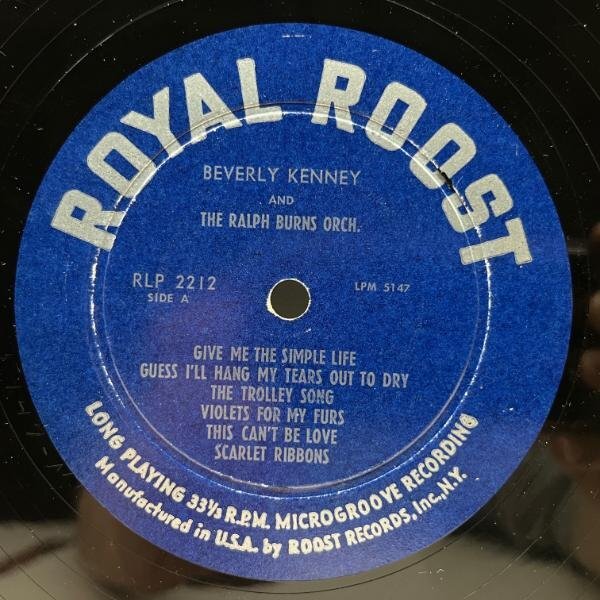 ROYAL ROOST
BEVERLY KENNEY
AND
THE RALPH BURNS ORCH.
RLP 2212
SIDE A
LPM 5147
GIVE ME THE SIMPLE LIFE
GUESS I'LL HANG MY TEARS OUT TO DRY
THE TROLLEY SONG
VIOLETS FOR MY FURS
THIS CAN'T BE LOVE
SCARLET RIBBONS
LONG PLAYING 33⅓ R.P.M. MICROGROOVE RECORDING
Manufactured in U.S.A. by ROOST RECORDS, Inc., N.Y.